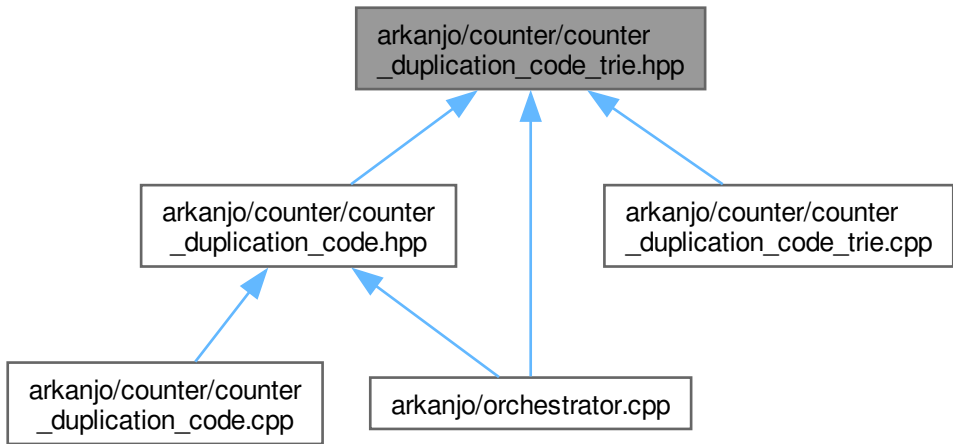 arkanjo/counter/counter
_duplication_code_trie.hpp
arkanjo/counter/counter
_duplication_code.hpp
arkanjo/counter/counter
_duplication_code_trie.cpp
arkanjo/counter/counter
_duplication_code.cpp
arkanjo/orchestrator.cpp